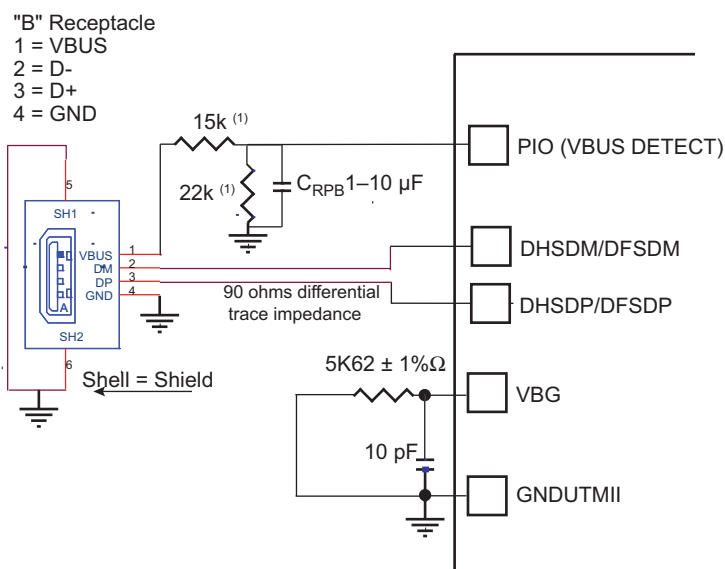 "B" Receptacle
1 = VBUS
2 = D-
3 = D+
4 = GND
15k (1)
22k (1)
CRPB 1–10 µF
PIO (VBUS DETECT)
5
SH1
VBUS
1
DM
2
DP
3
GND
4
A
SH2
6
DHSDM/DFSDM
DHSDP/DFSDP
90 ohms differential
trace impedance
Shell = Shield
5K62 ± 1%Ω
VBG
10 pF
GNDUTMII